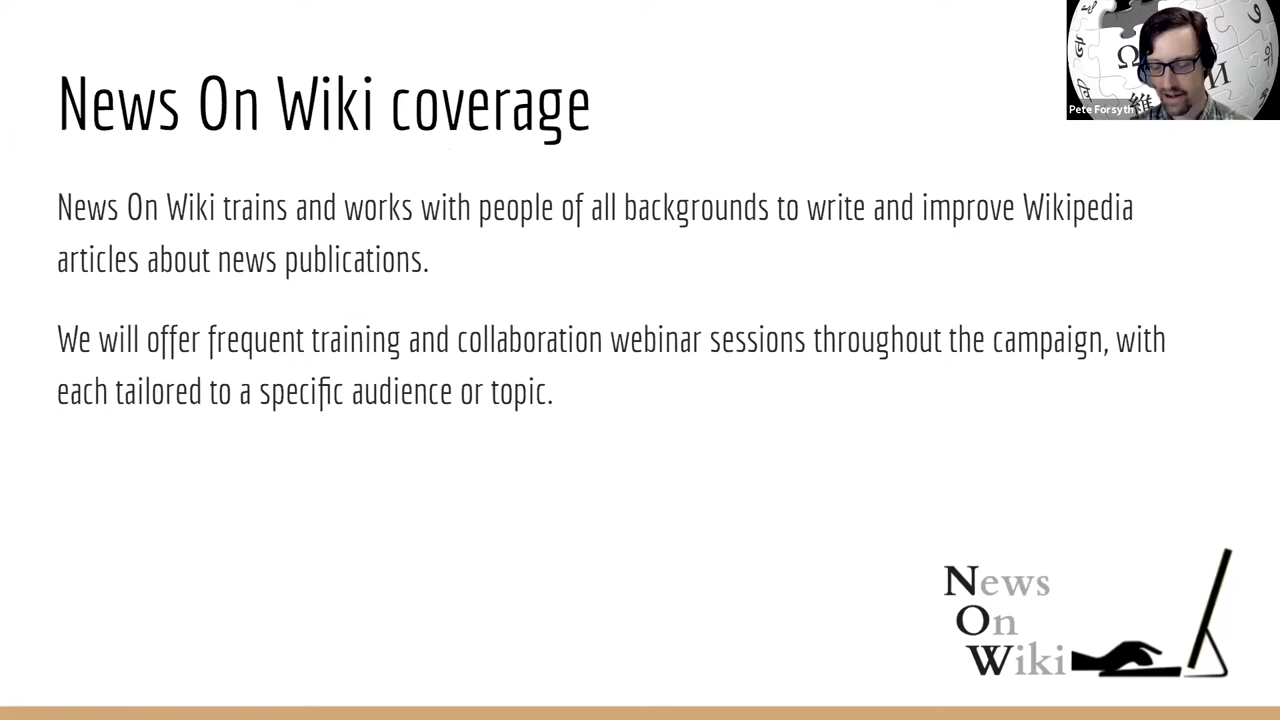 News On Wiki coverage
News On Wiki trains and works with people of all backgrounds to write and improve Wikipedia
articles about news publications.
We will offer frequent training and collaboration webinar sessions throughout the campaign, with
each tailored to a specific audience or topic.
Ω
И
維
Pete Forsyth
News
On
Wiki